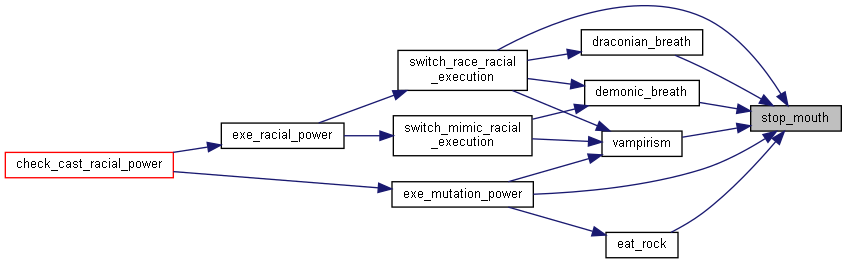 draconian_breath
switch_race_racial
_execution
demonic_breath
stop_mouth
exe_racial_power
switch_mimic_racial
_execution
vampirism
check_cast_racial_power
exe_mutation_power
eat_rock